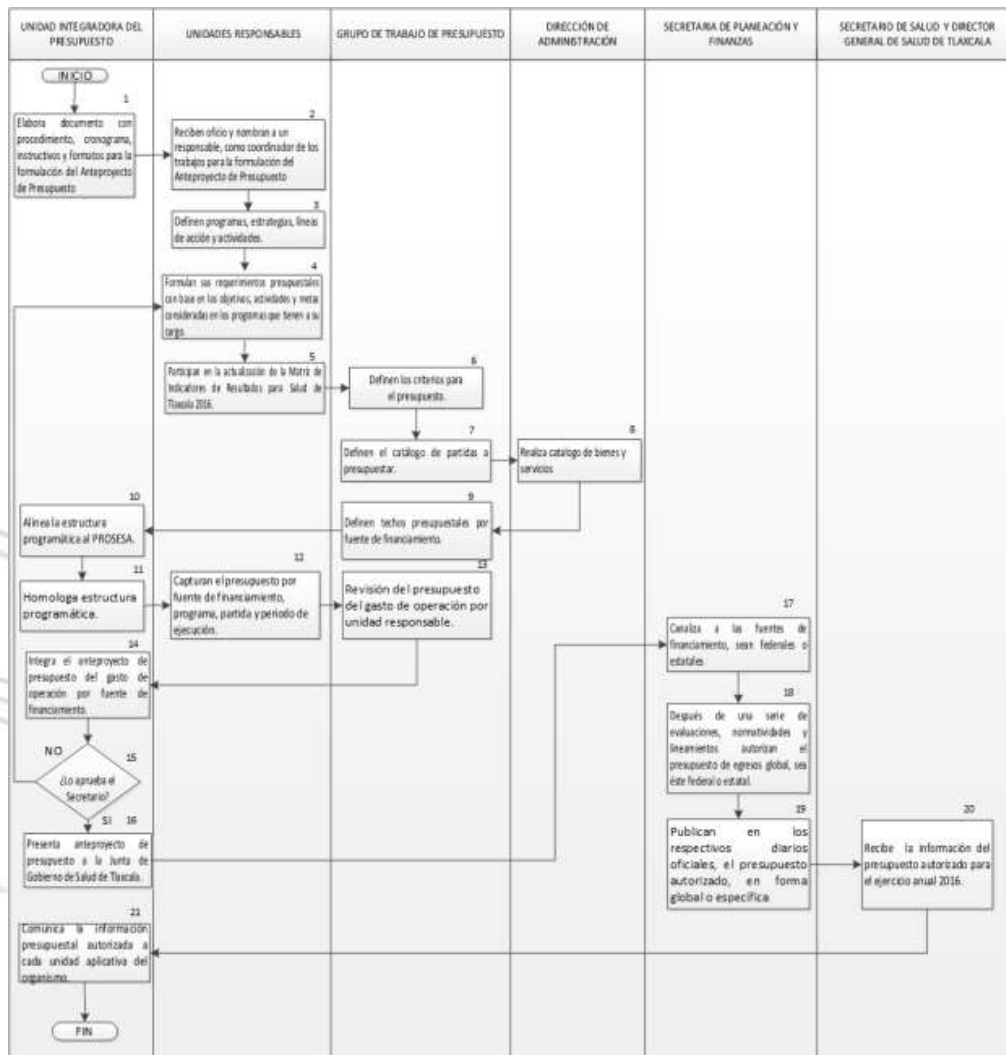 UNIDAD INTEGRADORA DEL
PRESUPUESTO
UNIDADES RESPONSABLES
GRUPO DE TRABAJO DE PRESUPUESTO
DIRECCIÓN DE
ADMINISTRACIÓN
SECRETARIA DE PLANEACIÓN Y
FINANZAS
SECRETARIO DE SALUD Y DIRECTOR
GENERAL DE SALUD DE TLAXCALA
INICIO
1
Elabora documento con
procedimiento, cronograma,
instructivos y formatos para la
formulación del Anteproyecto
de Presupuesto
2
Reciben oficio y nombran a un
responsable, como coordinador de los
trabajos para la formulación del
Anteproyecto de Presupuesto
3
Definen programas, estrategias, líneas
de acción y actividades.
4
Formulan sus requerimientos presupuestales
con base en los objetivos, actividades y metas
consideradas en los programas que tienen a su
cargo.
5
Participan en la actualización de la Matriz de
Indicadores de Resultados para Salud de
Tlaxcala 2016.
6
Definen los criterios para
el presupuesto.
7
Definen el catálogo de partidas a
presupuestar.
8
Realiza catalogo de bienes y
servicios
9
Definen techos presupuestales por
fuente de financiamiento.
10
Alinea la estructura
programática al PROSESA.
11
Homologa estructura
programática.
12
Capturan el presupuesto por
fuente de financiamiento,
programa, partida y periodo de
ejecución.
13
Revisión del presupuesto
del gasto de operación por
unidad responsable.
14
Integra el anteproyecto de
presupuesto del gasto de
operación por fuente de
financiamiento.
NO
15
¿Lo aprueba el
Secretario?
SI 16
Presenta anteproyecto de
presupuesto a la Junta de
Gobierno de Salud de Tlaxcala.
17
Canaliza a las fuentes de
financiamiento, sean federales o
estatales
18
Después de una serie de
evaluaciones, normatividades y
lineamientos autorizan el
presupuesto de egresos global, sea
éste federal o estatal.
19
Publican en los
respectivos diarios
oficiales, el presupuesto
autorizado, en forma
global o específica
20
Recibe la información del
presupuesto autorizado para
el ejercicio anual 2016.
21
Comunica la información
presupuestal autorizada a
cada unidad aplicativa del
organismo.
FIN